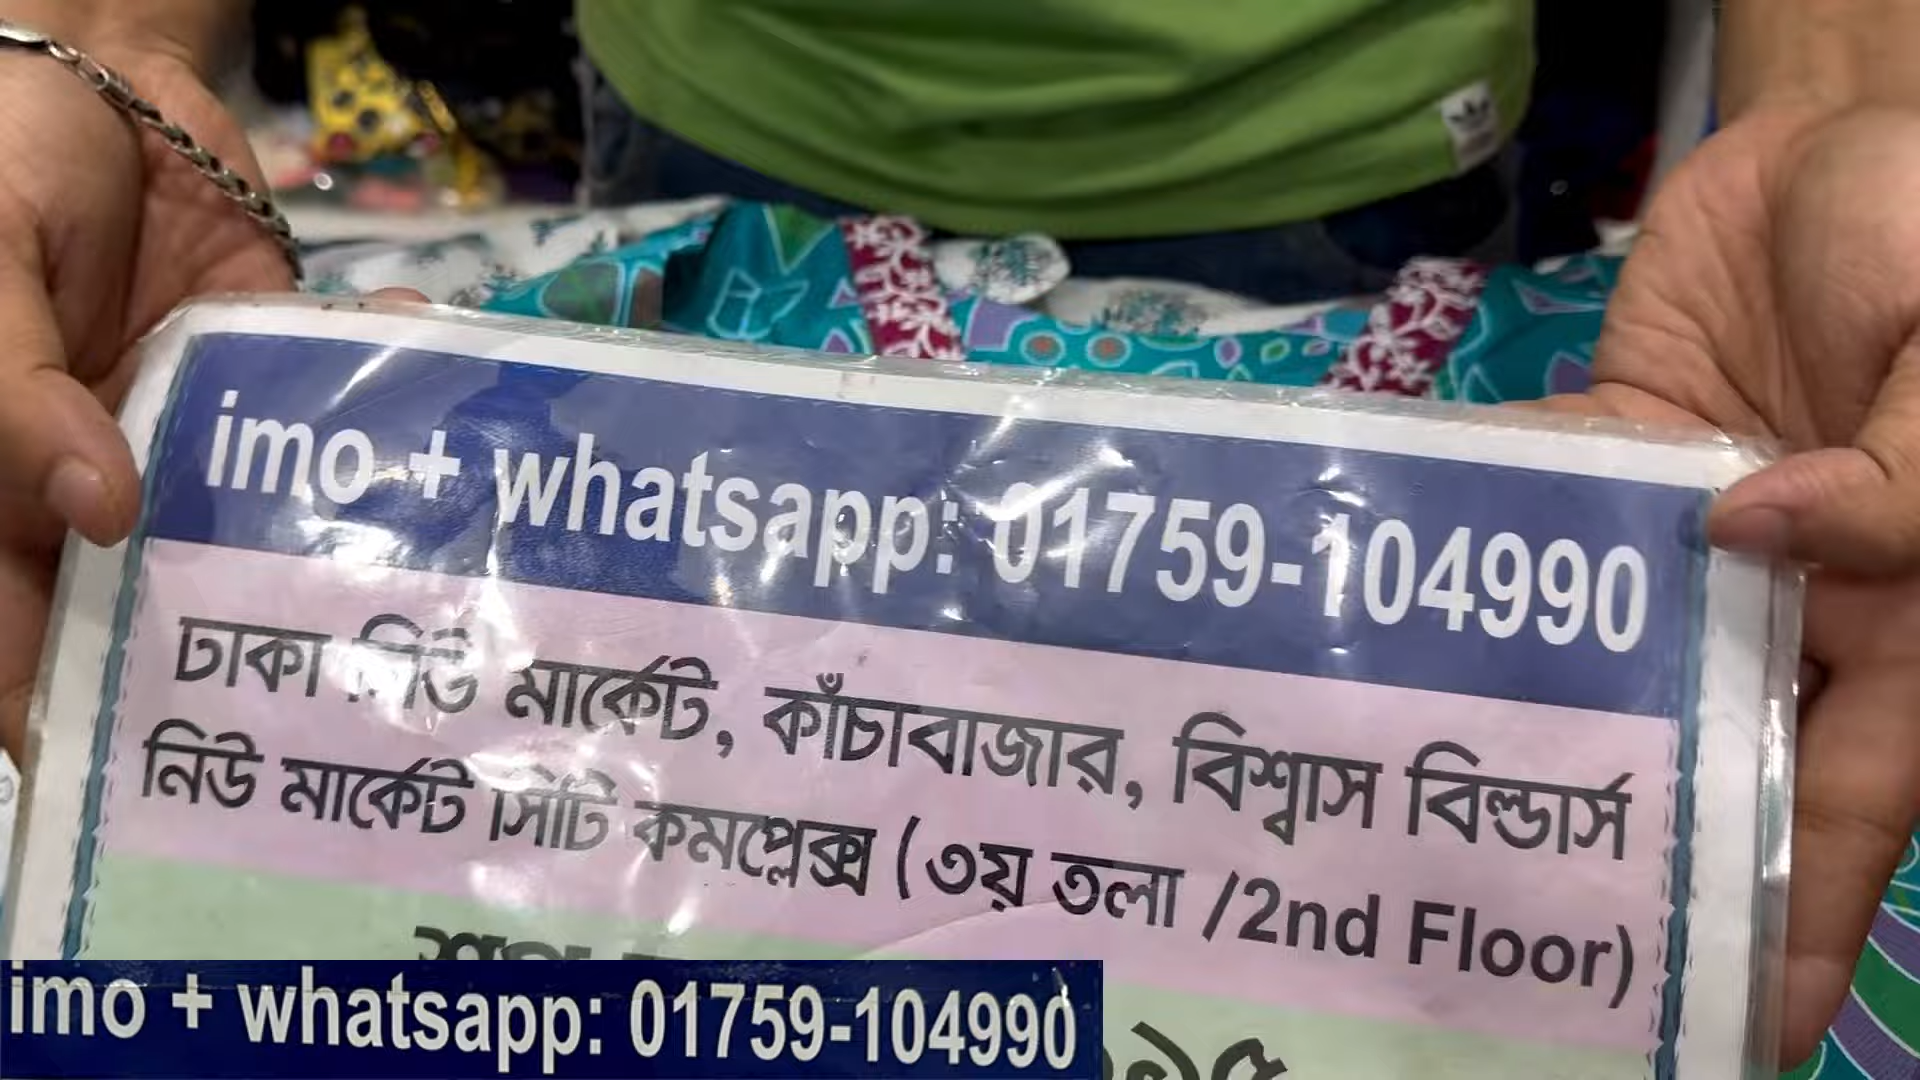 imo + whatsapp: 01759-104990
ঢাকা নিউ মার্কেট, কাঁচাবাজার, বিশ্বাস বিল্ডার্স
নিউ মার্কেট সিটি কমপ্লেক্স (৩য় তলা /2nd Floor)
imo + whatsapp: 01759-104990